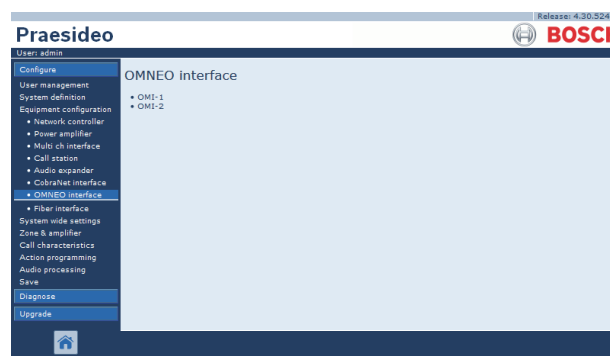 Release: 4.30.524
Praesideo
BOSCH
User: admin
Configure
User management
System definition
Equipment configuration
• Network controller
• Power amplifier
• Multi ch interface
• Call station
• Audio expander
• CobraNet interface
• OMNEO interface
• Fiber interface
System wide settings
Zone & amplifier
Call characteristics
Action programming
Audio processing
Save
Diagnose
Upgrade
OMNEO interface
• OMI-1
• OMI-2